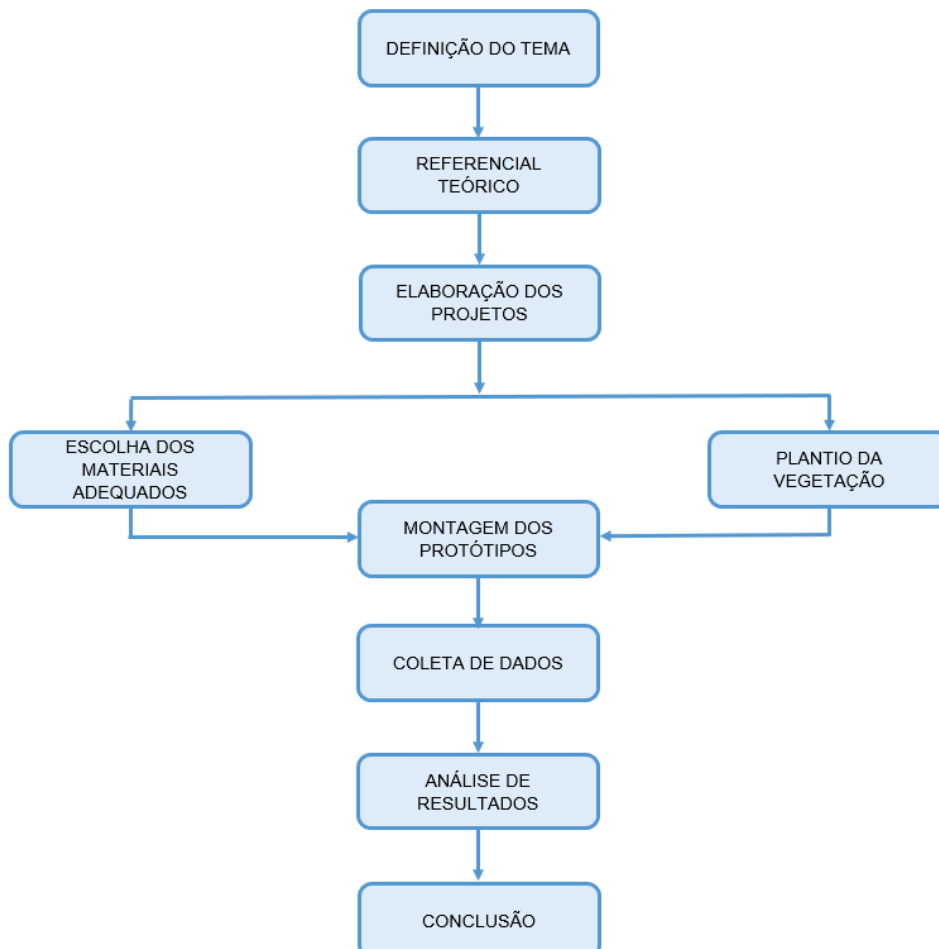 DEFINIÇÃO DO TEMA
REFERENCIAL
TEÓRICO
ELABORAÇÃO DOS
PROJETOS
ESCOLHA DOS
MATERIAIS
ADEQUADOS
PLANTIO DA
VEGETAÇÃO
MONTAGEM DOS
PROTÓTIPOS
COLETA DE DADOS
ANÁLISE DE
RESULTADOS
CONCLUSÃO